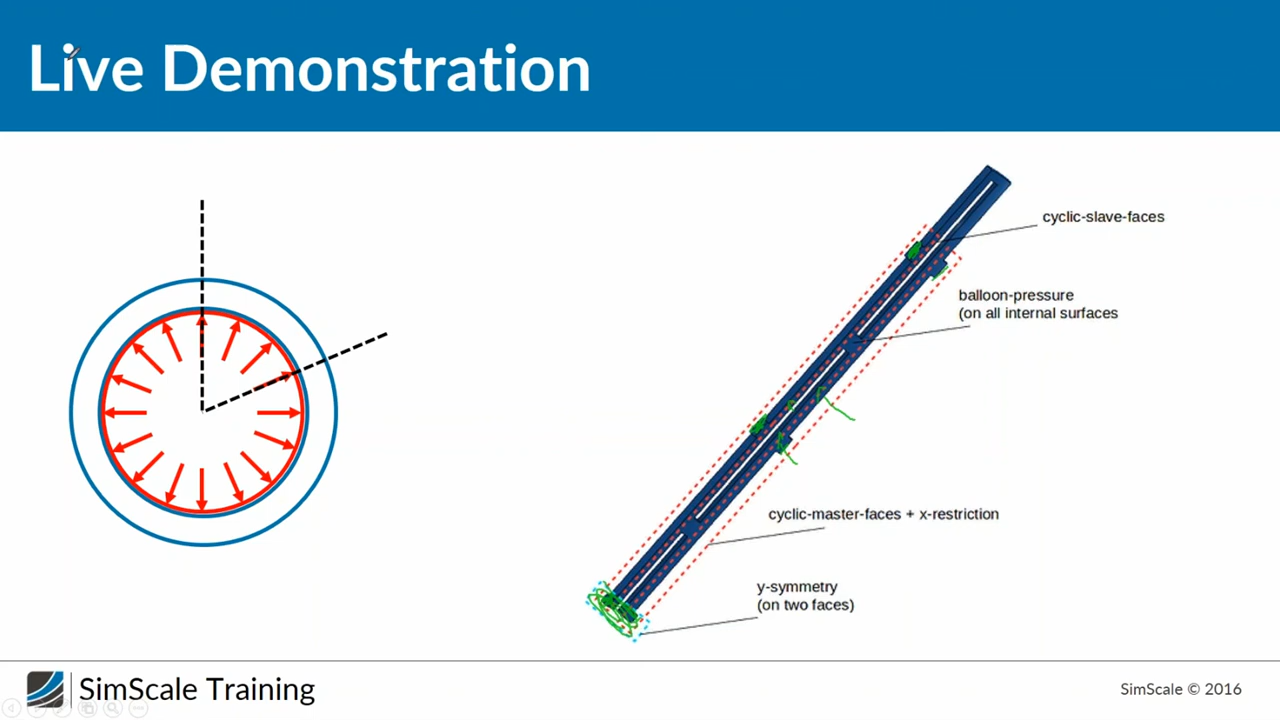 Live Demonstration
cyclic-slave-faces
balloon-pressure
(on all internal surfaces
cyclic-master-faces + x-restriction
y-symmetry
(on two faces)
SimScale Training
SimScale © 2016